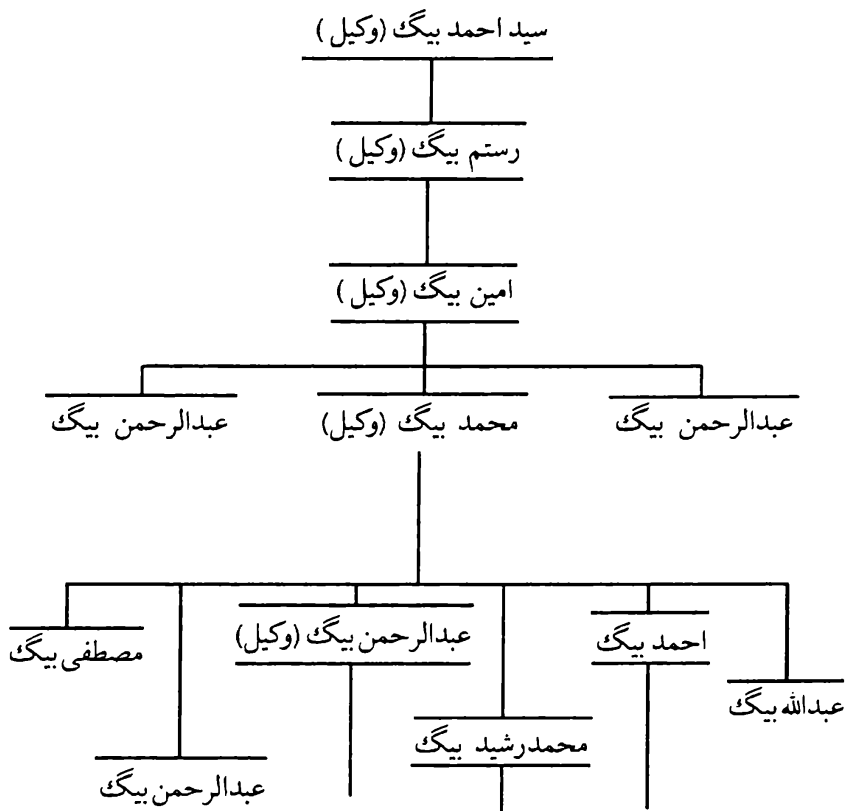 سید احمد بیگ (وکیل)
رستم بیگ (وکیل)
امین بیگ (وکیل)
عبدالرحمن بیگ
محمد بیگ (وکیل)
عبدالرحمن بیگ
عبدالله بیگ
احمد بیگ
محمدرشید بیگ
عبدالرحمن بیگ (وکیل)
عبدالرحمن بیگ
مصطفی بیگ